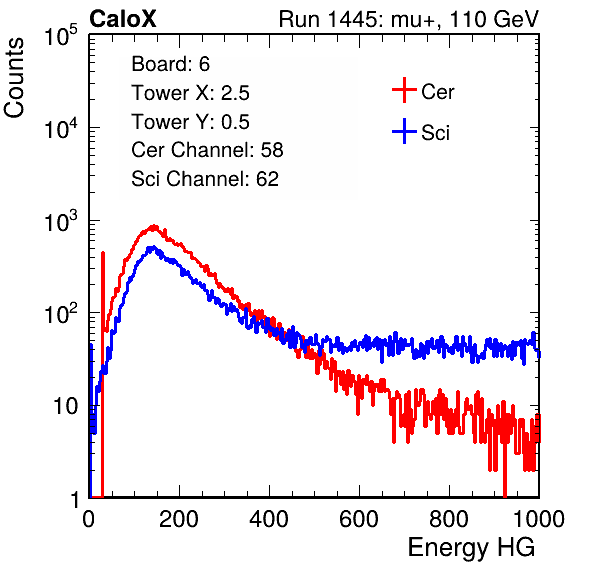 CaloX Run 1445: mu+, 110 GeV
Counts
Board: 6
Tower X: 2.5
Tower Y: 0.5
Cer Channel: 58
Sci Channel: 62
Cer
Sci
10^5
10^4
10^3
10^2
10
1
0 200 400 600 800 1000
Energy HG